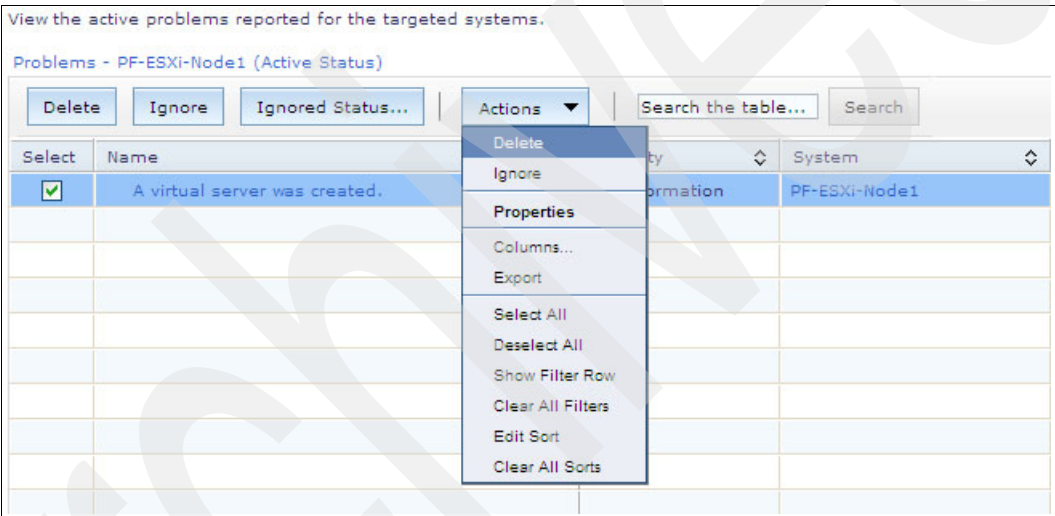 View the active problems reported for the targeted systems.
Problems - PF-ESXi-Node1 (Active Status)
Delete Ignore Ignored Status... Actions Search the table... Search
Select Name ty System
A virtual server was created. ormation PF-ESXi-Node1
Delete
Ignore
Properties
Columns...
Export
Select All
Deselect All
Show Filter Row
Clear All Filters
Edit Sort
Clear All Sorts